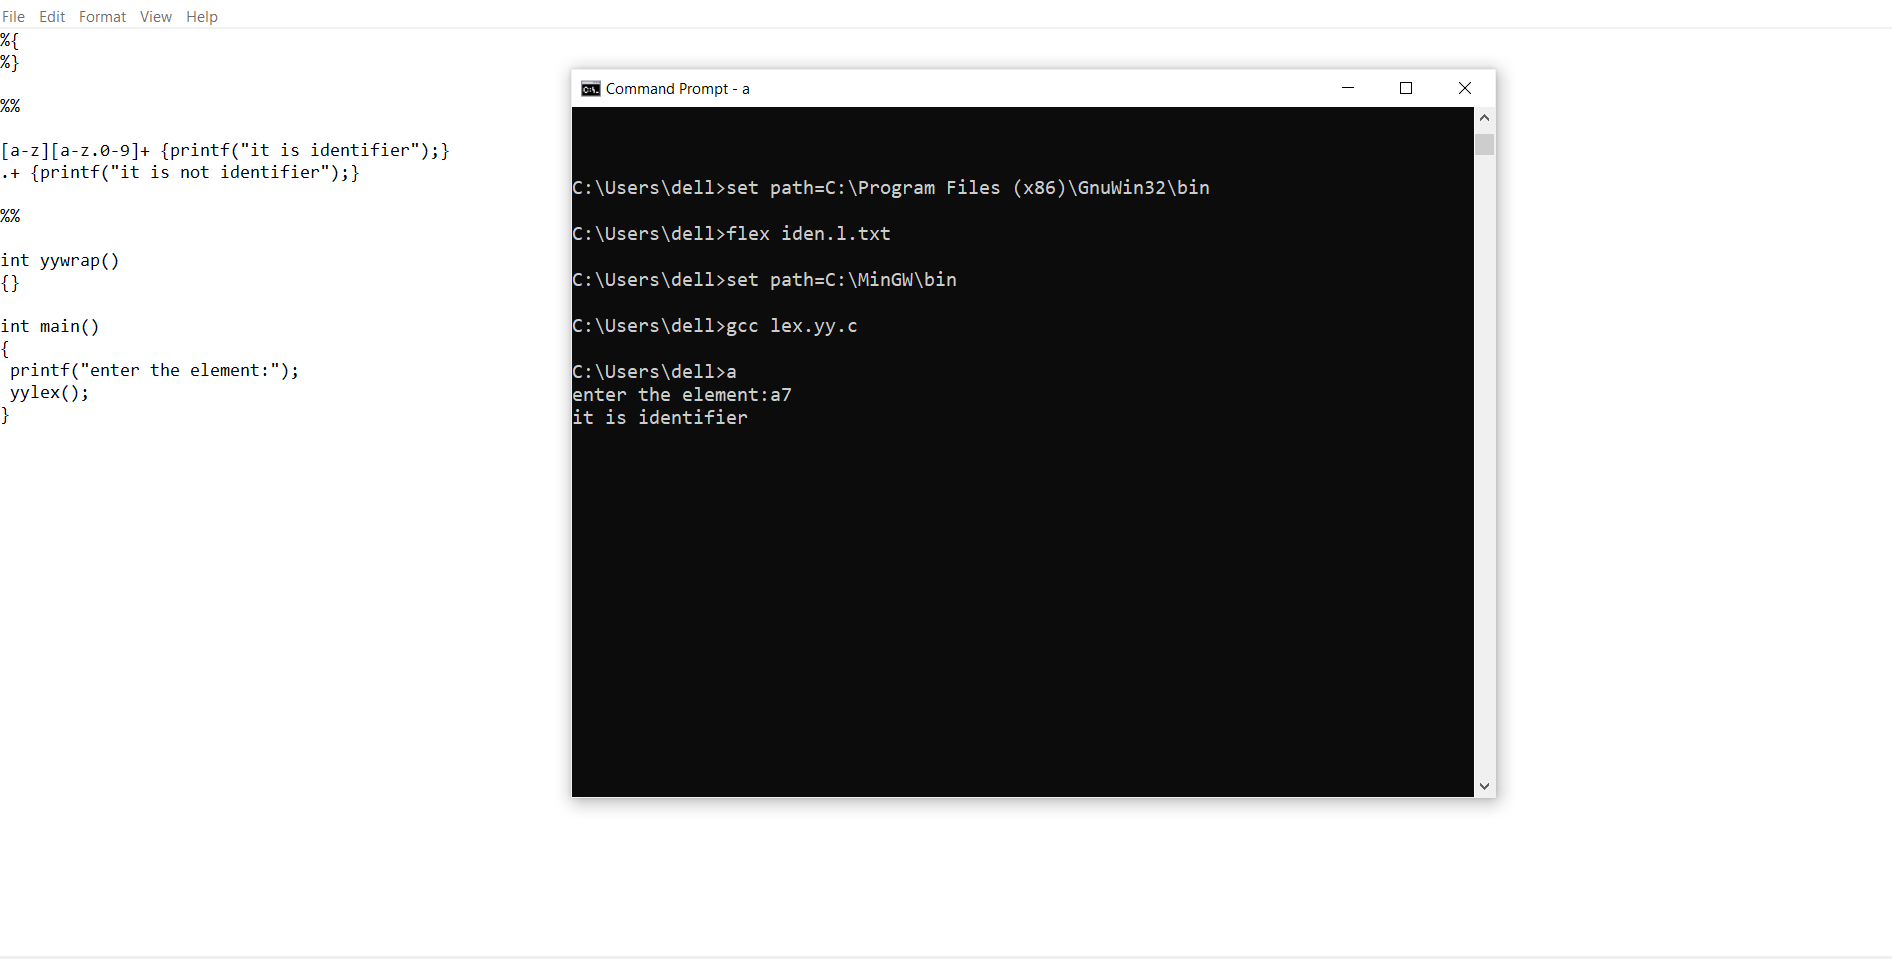 File Edit Format View Help
%{
%}
%%
[a-z][a-z.0-9]+ {printf("it is identifier");}
.+ {printf("it is not identifier");}
%%
int yywrap()
{}
int main()
{
printf("enter the element:");
yylex();
}
Command Prompt - a
C:\Users\dell>set path=C:\Program Files (x86)\GnuWin32\bin
C:\Users\dell>flex iden.l.txt
C:\Users\dell>set path=C:\MinGW\bin
C:\Users\dell>gcc lex.yy.c
C:\Users\dell>a
enter the element:a7
it is identifier